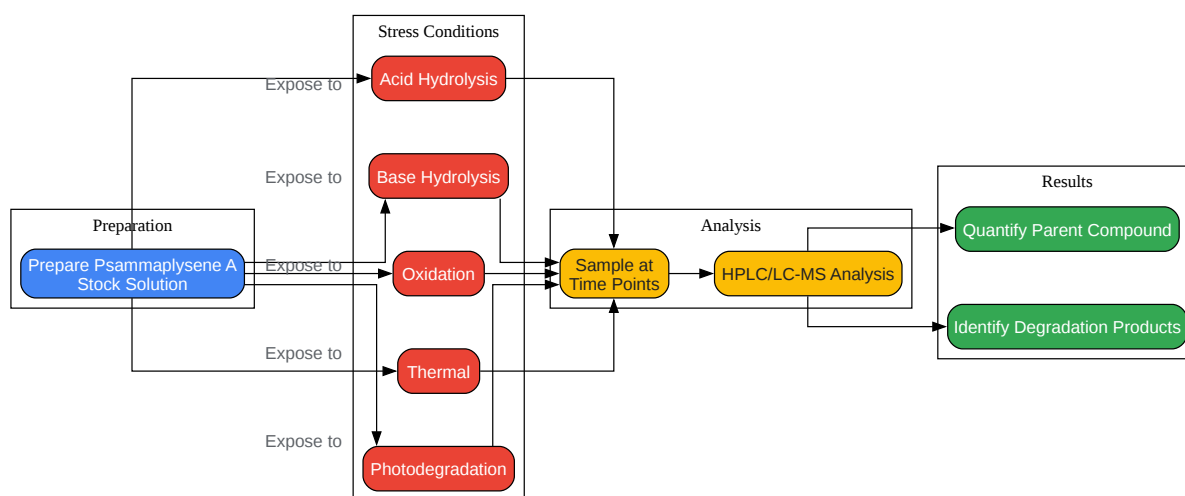 Preparation
Prepare Psammaplysene A
Stock Solution
Expose to
Expose to
Expose to
Expose to
Expose to
Stress Conditions
Acid Hydrolysis
Base Hydrolysis
Oxidation
Thermal
Photodegradation
Analysis
Sample at
Time Points
HPLC/LC-MS Analysis
Results
Quantify Parent Compound
Identify Degradation Products